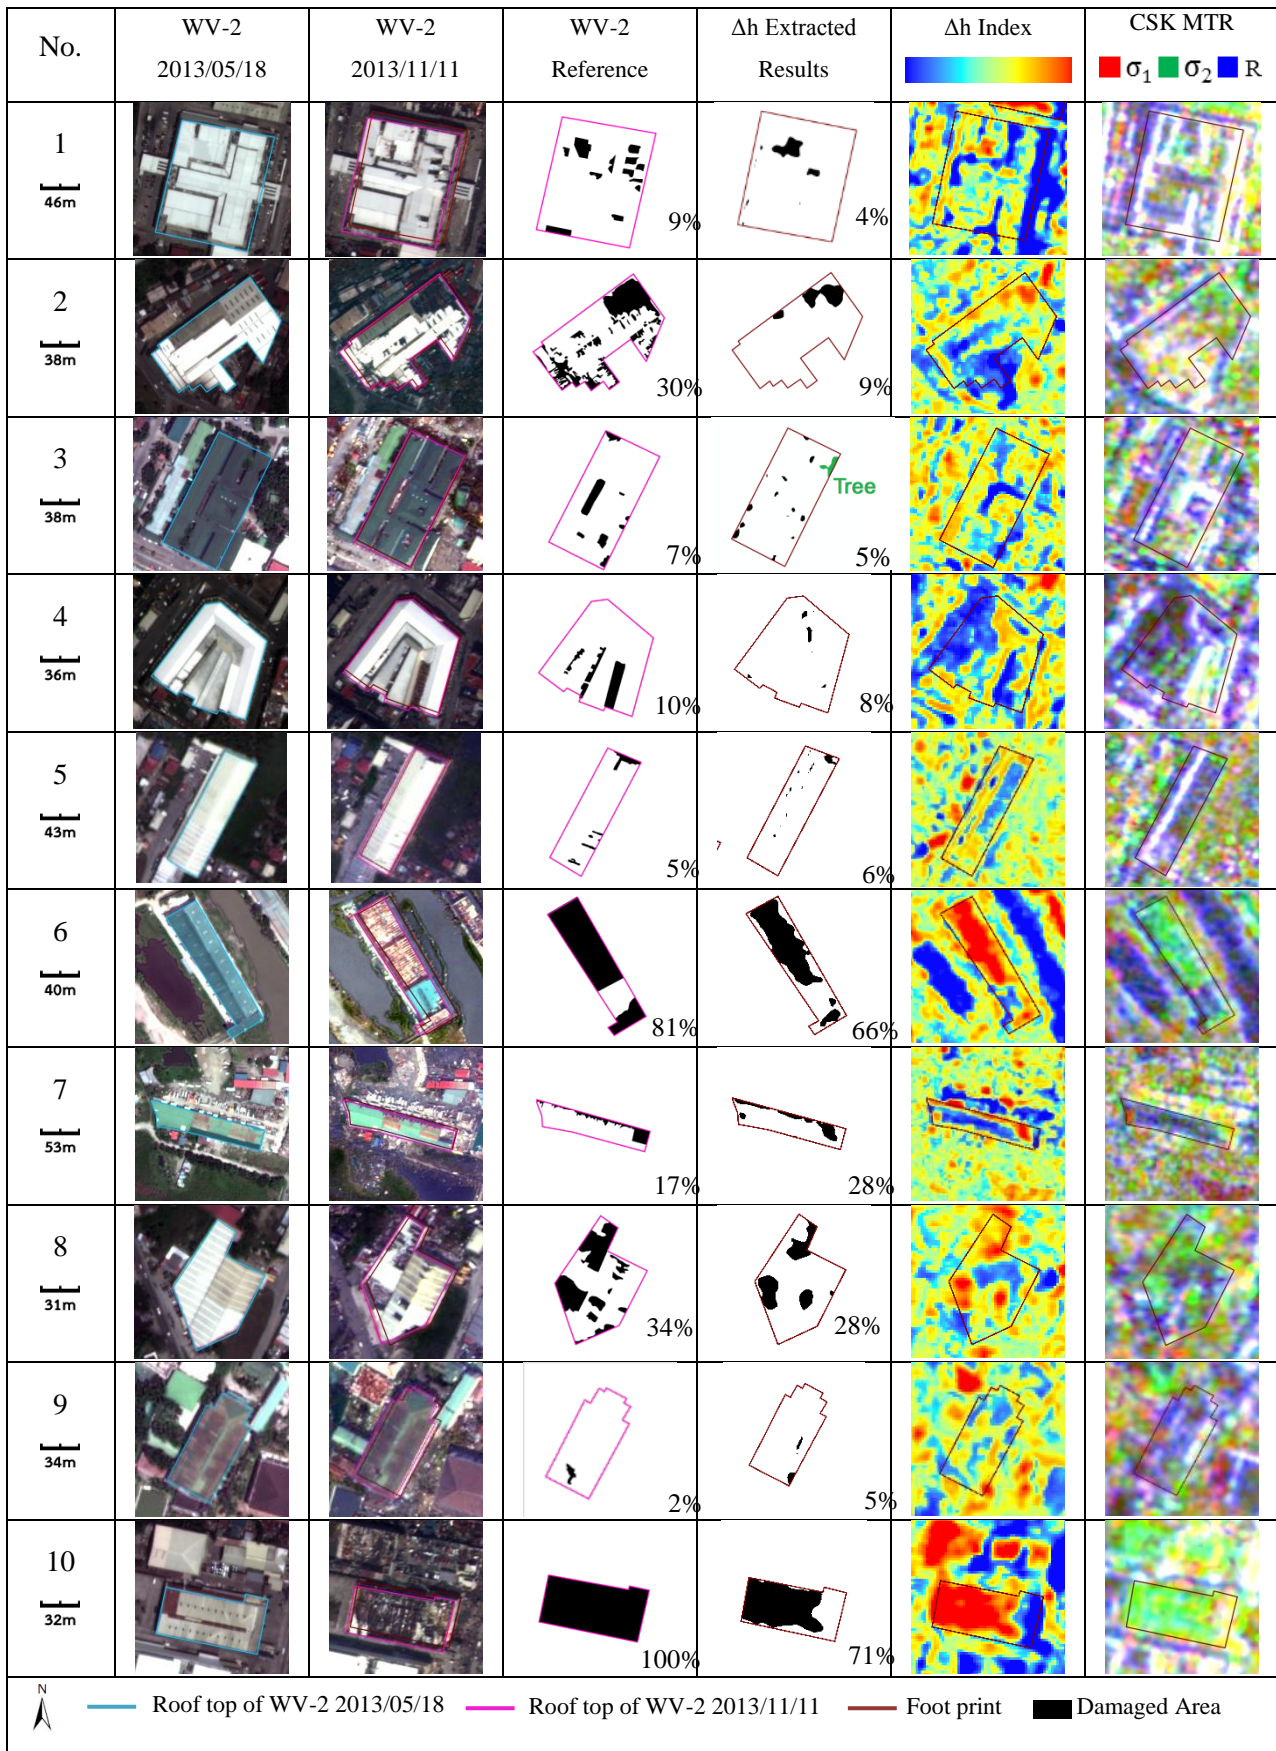 No.
WV-2
2013/05/18
WV-2
2013/11/11
WV-2
Reference
Δh Extracted
Results
Δh Index
CSK MTR
σ1 σ2 R
1
46m
9%
4%
2
38m
30%
9%
3
38m
7%
Tree
5%
4
36m
10%
8%
5
43m
5%
6%
6
40m
81%
66%
7
53m
17%
28%
8
31m
34%
28%
9
34m
2%
5%
10
32m
100%
71%
N
Roof top of WV-2 2013/05/18
Roof top of WV-2 2013/11/11
Foot print
Damaged Area